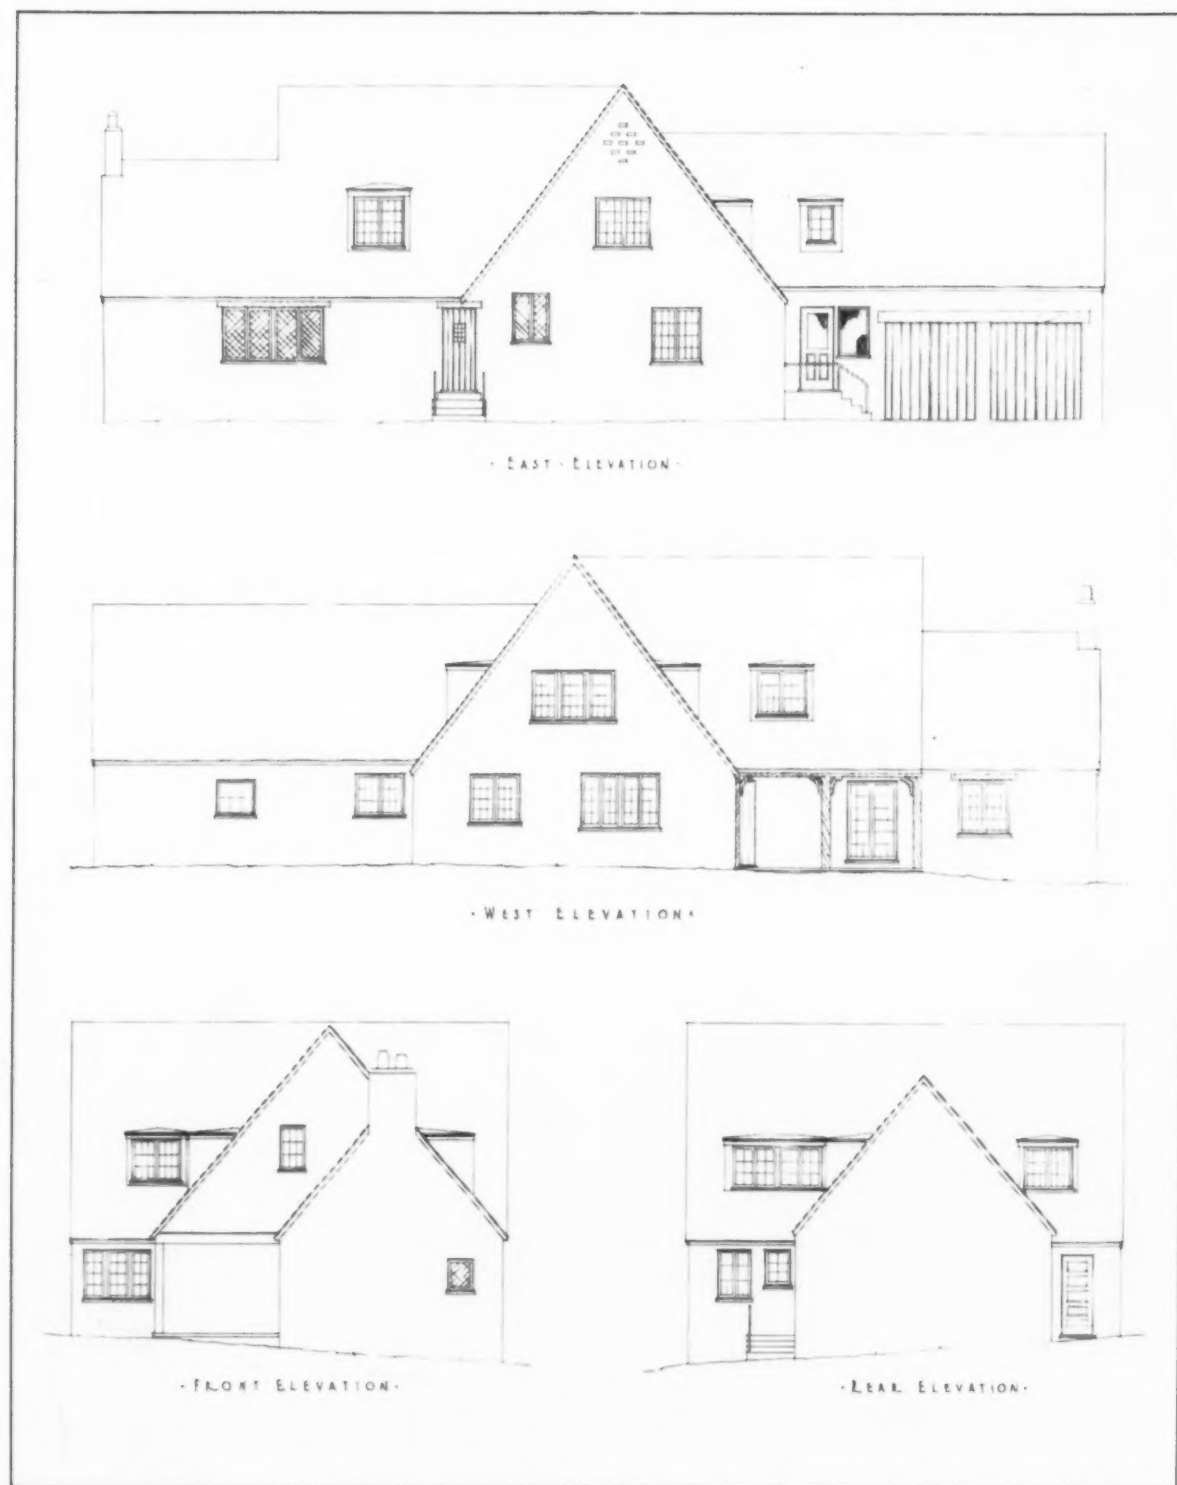 · EAST · ELEVATION ·
· WEST ELEVATION ·
· FRONT ELEVATION ·
· REAR ELEVATION ·